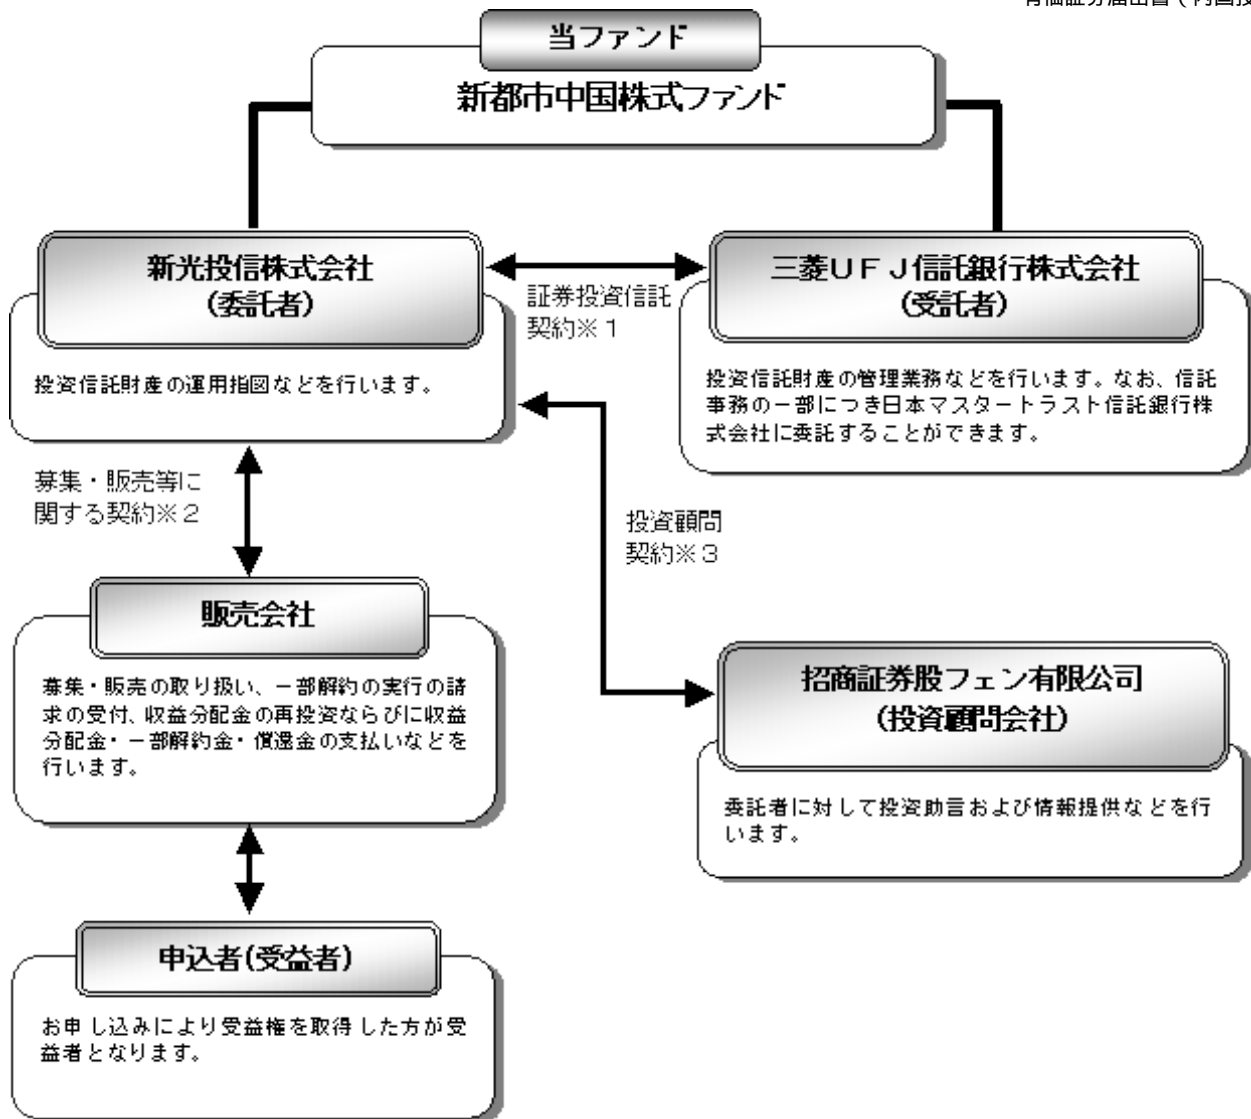 当ファンド
新都市中国株式ファンド
新光投信株式会社
(委託者)
投資信託財産の運用指図などを行います。
証券投資信託
契約※１
三菱ＵＦＪ信託銀行株式会社
(受託者)
投資信託財産の管理業務などを行います。なお、信託
事務の一部につき日本マスタートラスト信託銀行株
式会社に委託することができます。
募集・販売等に
関する契約※２
投資顧問
契約※３
販売会社
募集・販売の取り扱い、一部解約の実行の請
求の受付、収益分配金の再投資ならびに収益
分配金・一部解約金・償還金の支払いなどを
行います。
招商証券股フェン有限公司
(投資顧問会社)
委託者に対して投資助言および情報提供などを行
います。
申込者(受益者)
お申し込みにより受益権を取得した方が受
益者となります。